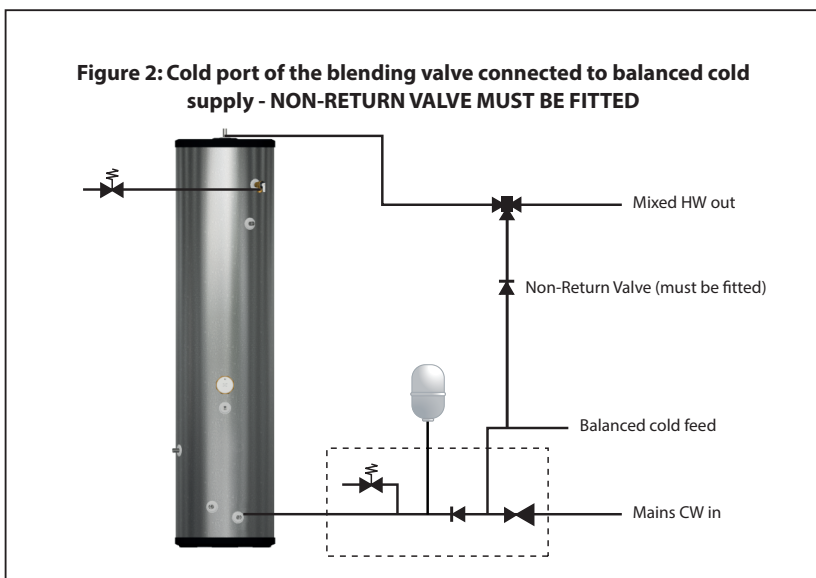 Figure 2: Cold port of the blending valve connected to balanced cold
supply - NON-RETURN VALVE MUST BE FITTED
Mixed HW out
Non-Return Valve (must be fitted)
Balanced cold feed
Mains CW in